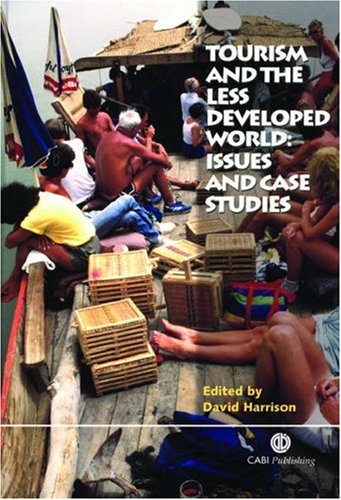 TOURISM
AND THE
LESS
DEVELOPED
WORLD:
ISSUES
AND CASE
STUDIES
Edited by
David Harrison
CABI Publishing